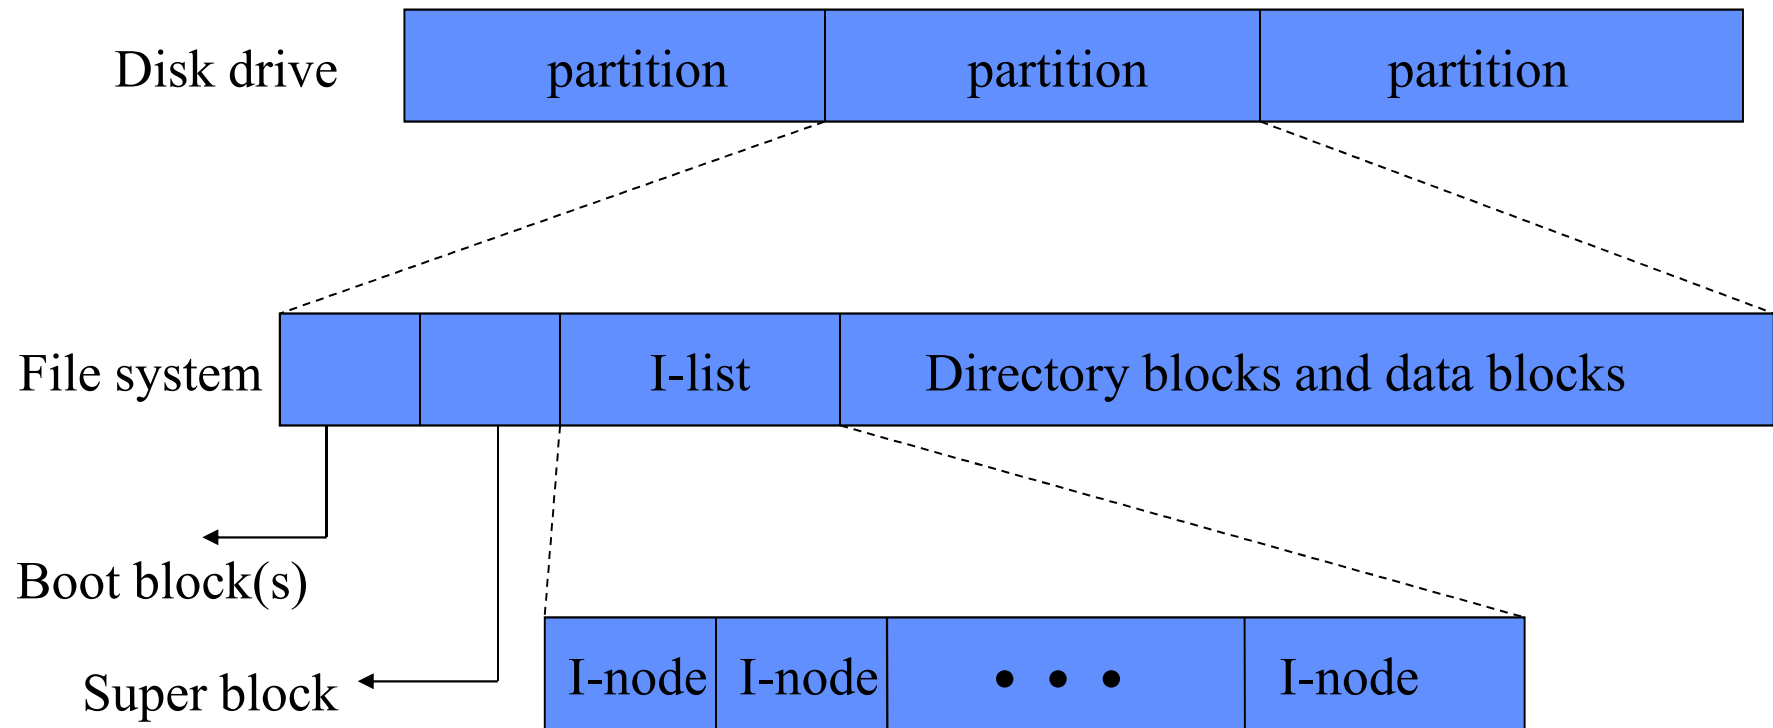 Disk drive partition partition partition
File system I-list Directory blocks and data blocks
Boot block(s)
Super block I-node I-node • • • I-node